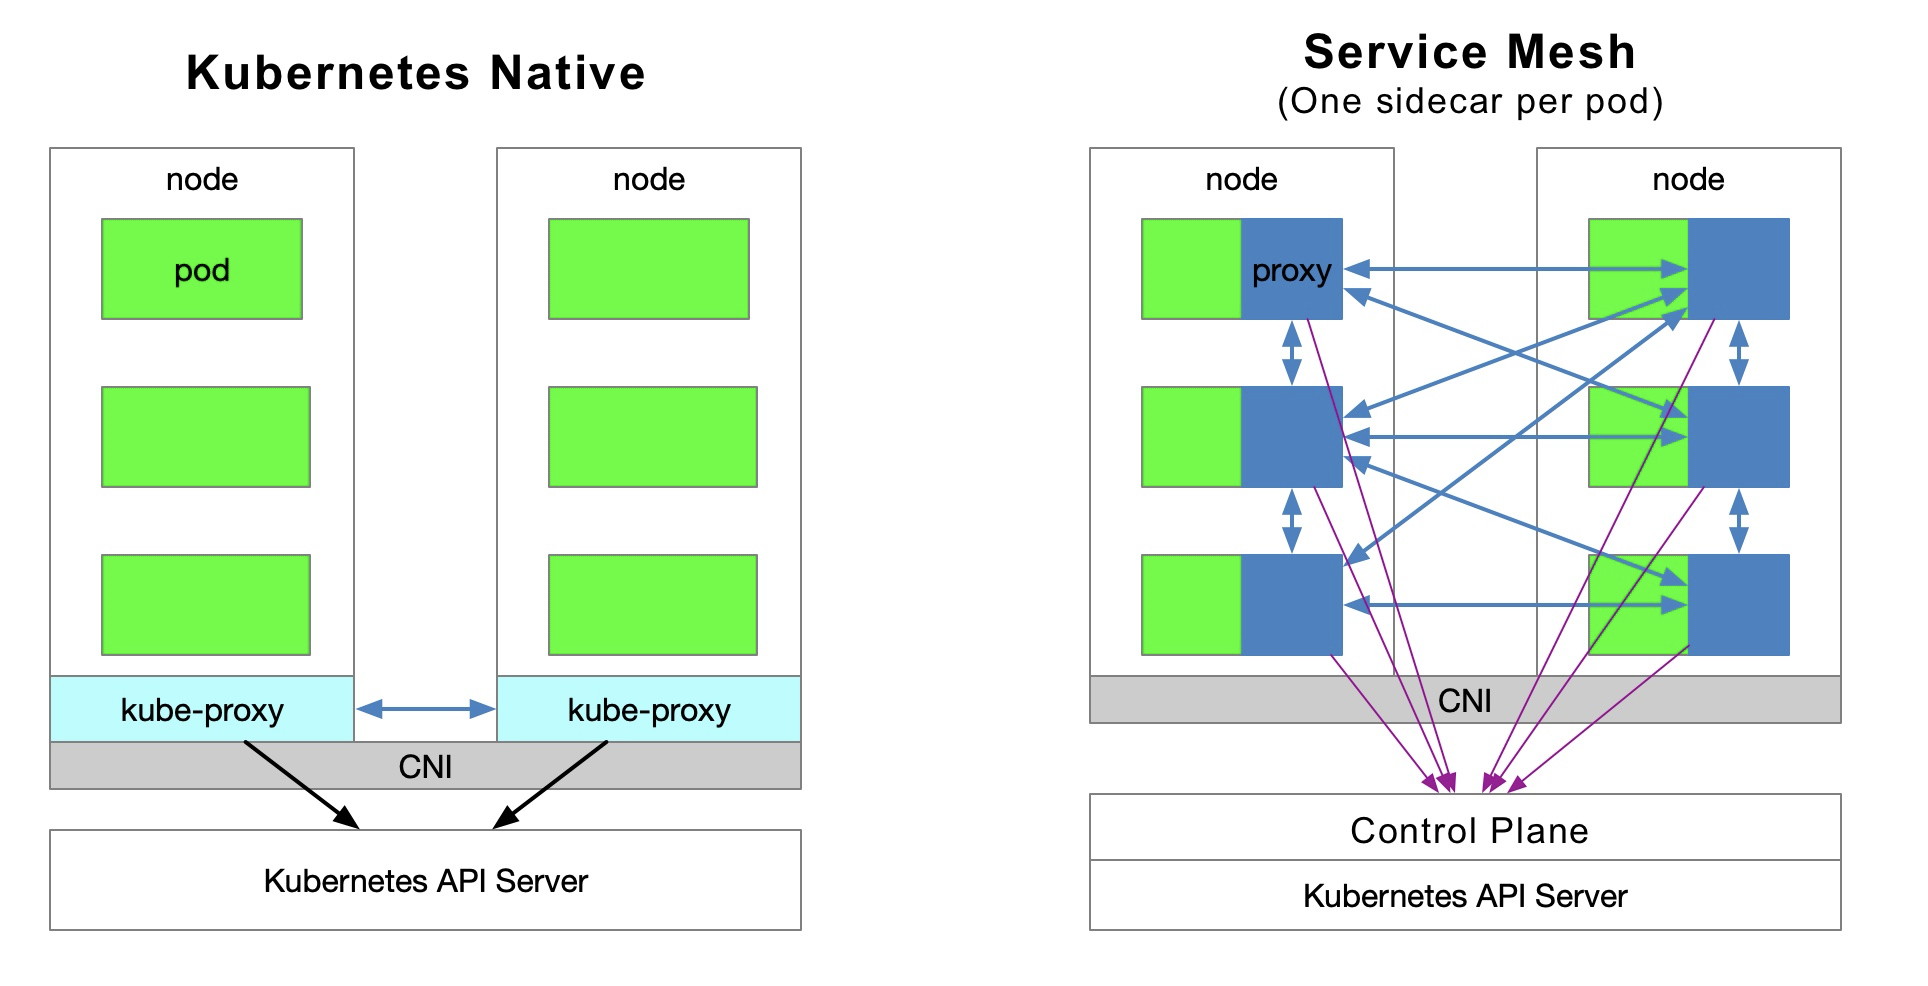 Kubernetes Native
node
node
pod
kube-proxy
kube-proxy
CNI
Kubernetes API Server
Service Mesh
(One sidecar per pod)
node
node
proxy
CNI
Control Plane
Kubernetes API Server